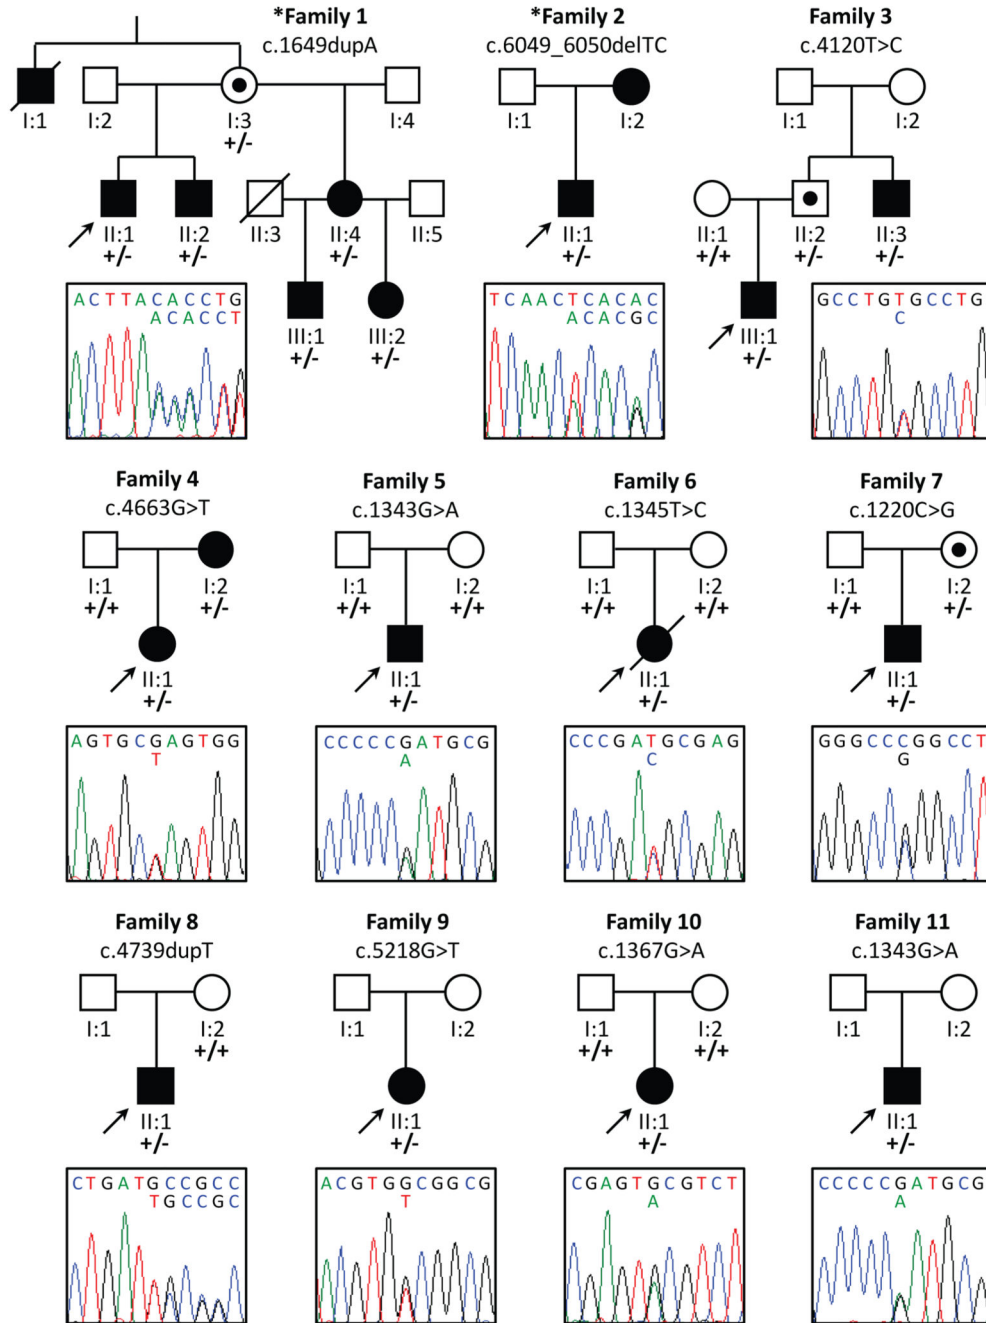 *Family 1
c.1649dupA
I:1
I:2
I:3
+/-
I:4
II:1
+/-
II:2
+/-
II:3
II:4
+/-
II:5
III:1
+/-
III:2
+/-
ACTTACACCTG
ACACCT
*Family 2
c.6049_6050delTC
I:1
I:2
II:1
+/-
TCAACTCACAC
ACACGC
Family 3
c.4120T>C
I:1
I:2
II:1
+/+
II:2
+/-
II:3
+/-
III:1
+/-
GCCTGTGCCTG
C
Family 4
c.4663G>T
I:1
+/+
I:2
+/-
II:1
+/-
AGTGCGAGTGG
T
Family 5
c.1343G>A
I:1
+/+
I:2
+/+
II:1
+/-
CCCCCGATGCG
A
Family 6
c.1345T>C
I:1
+/+
I:2
+/+
II:1
+/-
CCCGATGCGAG
C
Family 7
c.1220C>G
I:1
+/+
I:2
+/-
II:1
+/-
GGGCCCGGCCT
G
Family 8
c.4739dupT
I:1
I:2
+/+
II:1
+/-
CTGATGCCGCC
TGCCGC
Family 9
c.5218G>T
I:1
I:2
II:1
+/-
ACGTGGCGGCG
T
Family 10
c.1367G>A
I:1
+/+
I:2
+/+
II:1
+/-
CGAGTGCGTCT
A
Family 11
c.1343G>A
I:1
I:2
II:1
+/-
CCCCCGATGCG
A